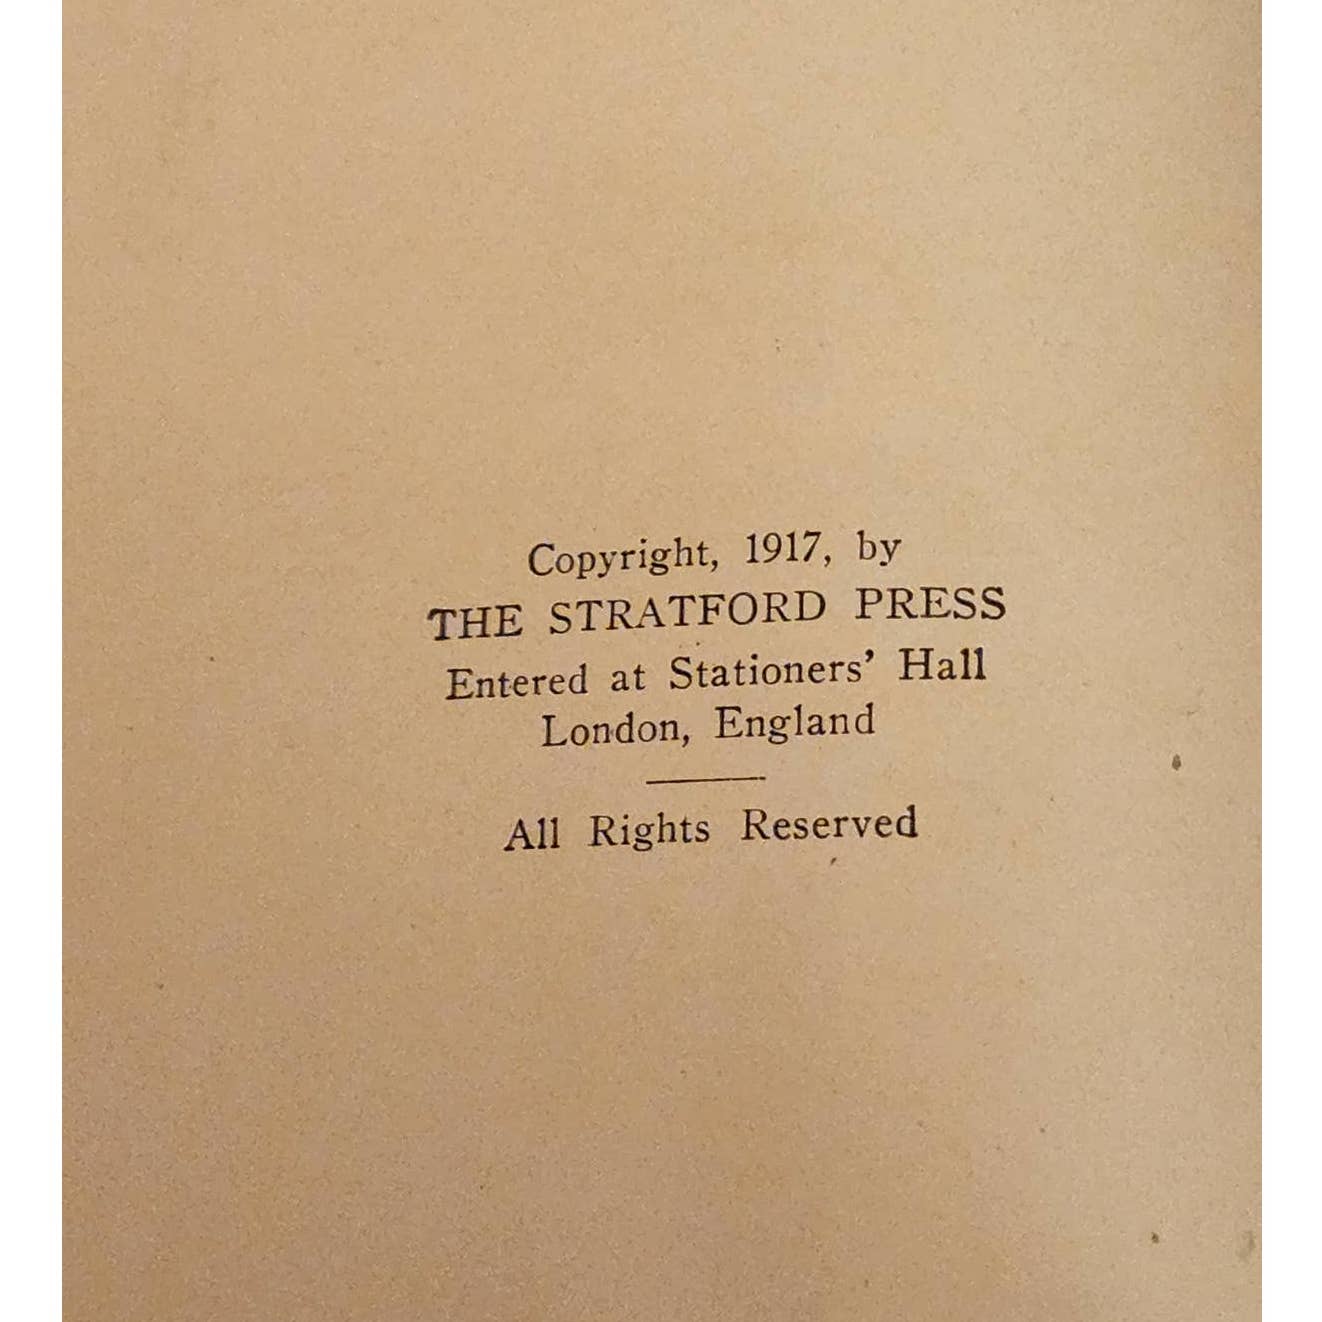 Copyright, 1917, by
THE STRATFORD PRESS
Entered at Stationers' Hall
London, England
All Rights Reserved